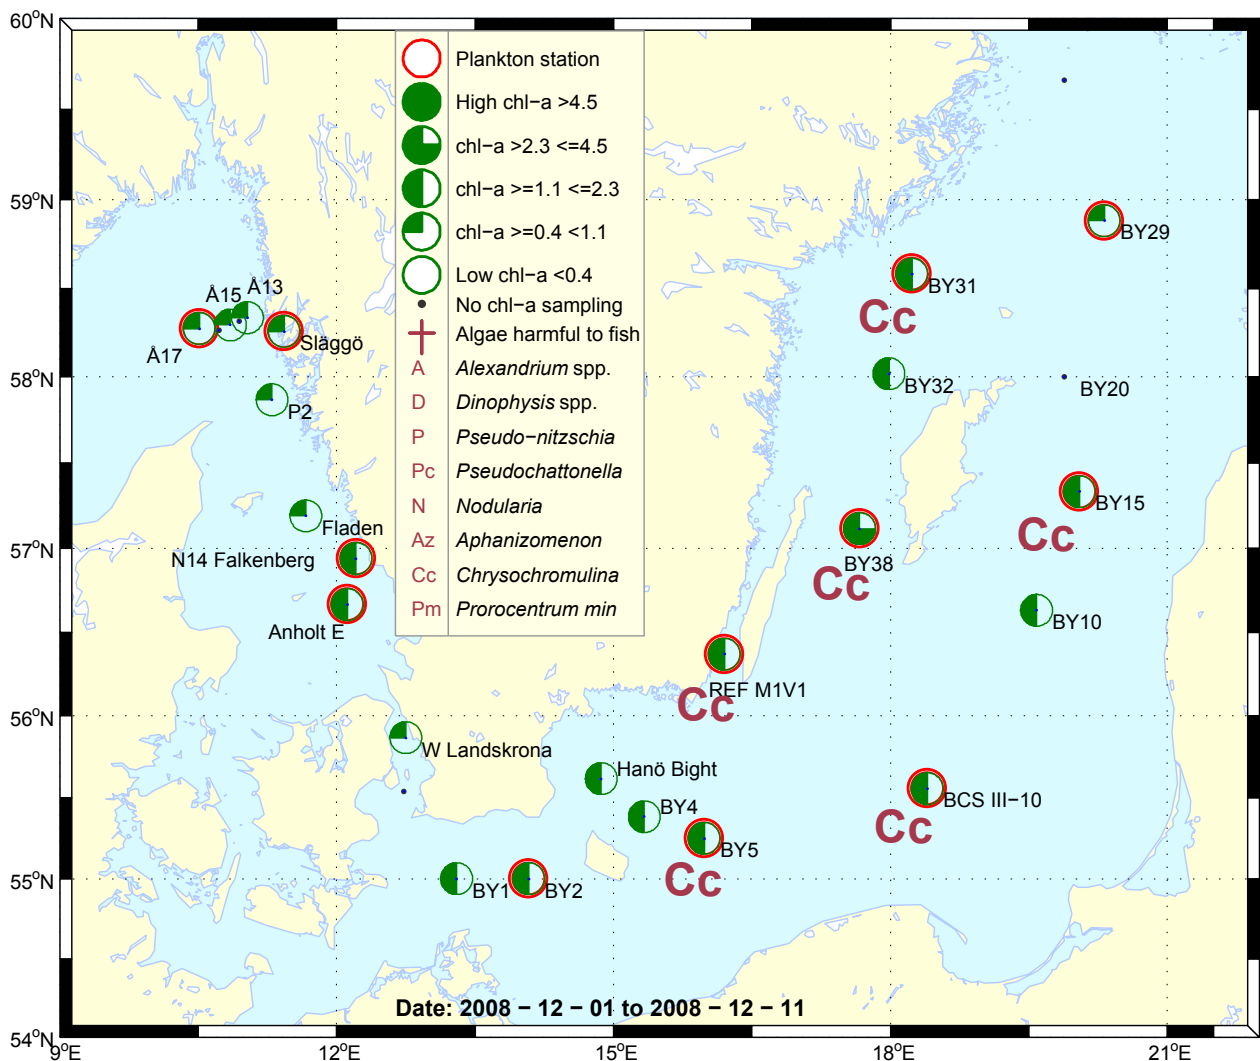 60°N
59°N
58°N
57°N
56°N
55°N
54°N
9°E
12°E
15°E
18°E
21°E
Plankton station
High chl−a >4.5
chl−a >2.3 <=4.5
chl−a >=1.1 <=2.3
chl−a >=0.4 <1.1
Low chl−a <0.4
No chl−a sampling
Algae harmful to fish
A Alexandrium spp.
D Dinophysis spp.
P Pseudo−nitzschia
Pc Pseudochattonella
N Nodularia
Az Aphanizomenon
Cc Chrysochromulina
Pm Prorocentrum min
BY29
BY31
Cc
Å15
Å13
Å17
Släggö
BY32
BY20
P2
BY15
Cc
Fladen
N14 Falkenberg
BY38
Cc
Anholt E
BY10
REF M1V1
Cc
W Landskrona
Hanö Bight
BCS III−10
Cc
BY4
BY5
Cc
BY1
BY2
Date: 2008 − 12 − 01 to 2008 − 12 − 11